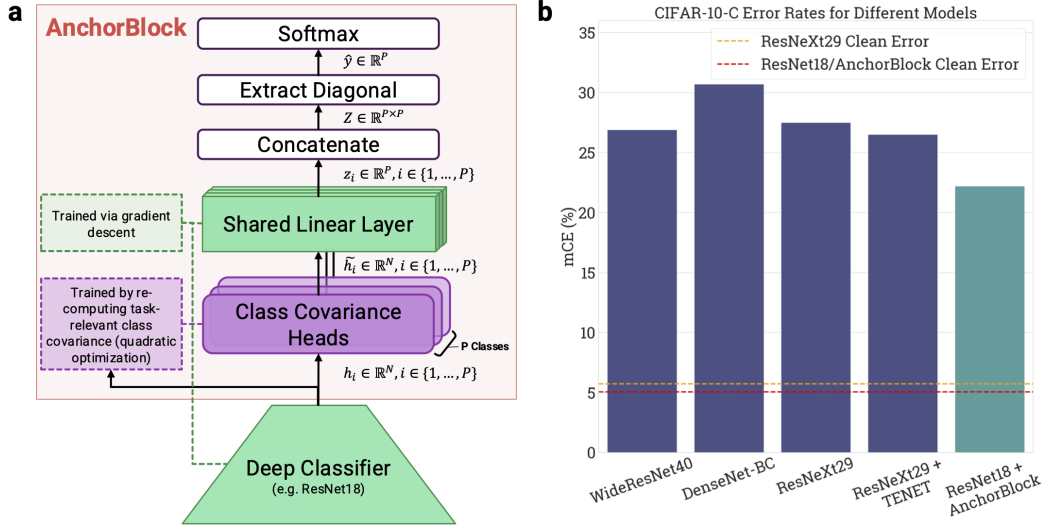 a
AnchorBlock
Softmax
ŷ ∈ ℝ^P
Extract Diagonal
Z ∈ ℝ^{P×P}
Concatenate
z_i ∈ ℝ^P, i ∈ {1, ..., P}
Trained via gradient
descent
Shared Linear Layer
h̃_i ∈ ℝ^N, i ∈ {1, ..., P}
Trained by re-
computing task-
relevant class
covariance (quadratic
optimization)
Class Covariance
Heads
P Classes
h_i ∈ ℝ^N, i ∈ {1, ..., P}
Deep Classifier
(e.g. ResNet18)
b
CIFAR-10-C Error Rates for Different Models
ResNeXt29 Clean Error
ResNet18/AnchorBlock Clean Error
mCE (%)
35
30
25
20
15
10
5
0
WideResNet40
DenseNet-BC
ResNeXt29
ResNeXt29 +
TENET
ResNet18 +
AnchorBlock